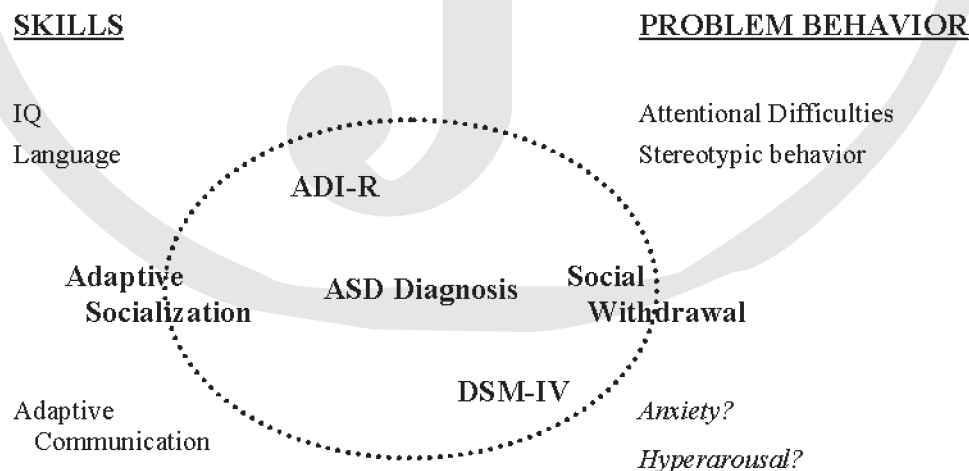 SKILLS
PROBLEM BEHAVIOR
IQ
Attentional Difficulties
Language
Stereotypic behavior
ADI-R
Adaptive
Socialization
ASD Diagnosis
Social
Withdrawal
DSM-IV
Adaptive
Communication
Anxiety?
Hyperarousal?